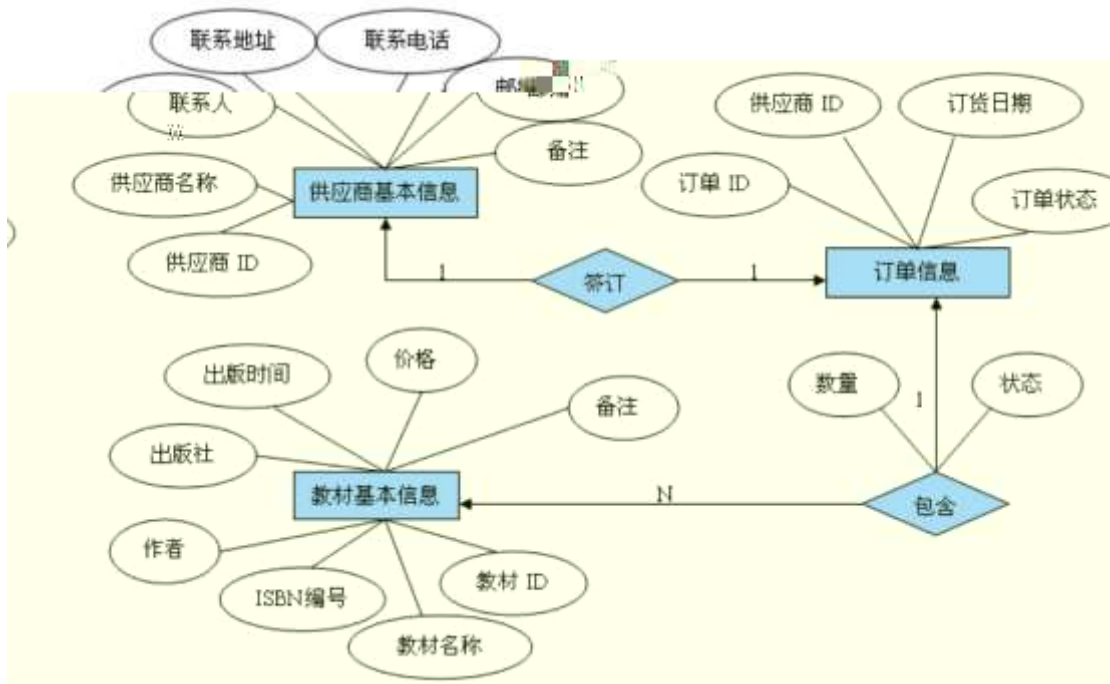 联系地址
联系电话
联系人
备注
供应商名称
供应商基本信息
供应商 ID
供应商 ID
订货日期
订单 ID
订单状态
订单信息
1
签订
1
出版时间
价格
备注
出版社
教材基本信息
作者
ISBN编号
教材 ID
教材名称
数量
状态
1
N
包含